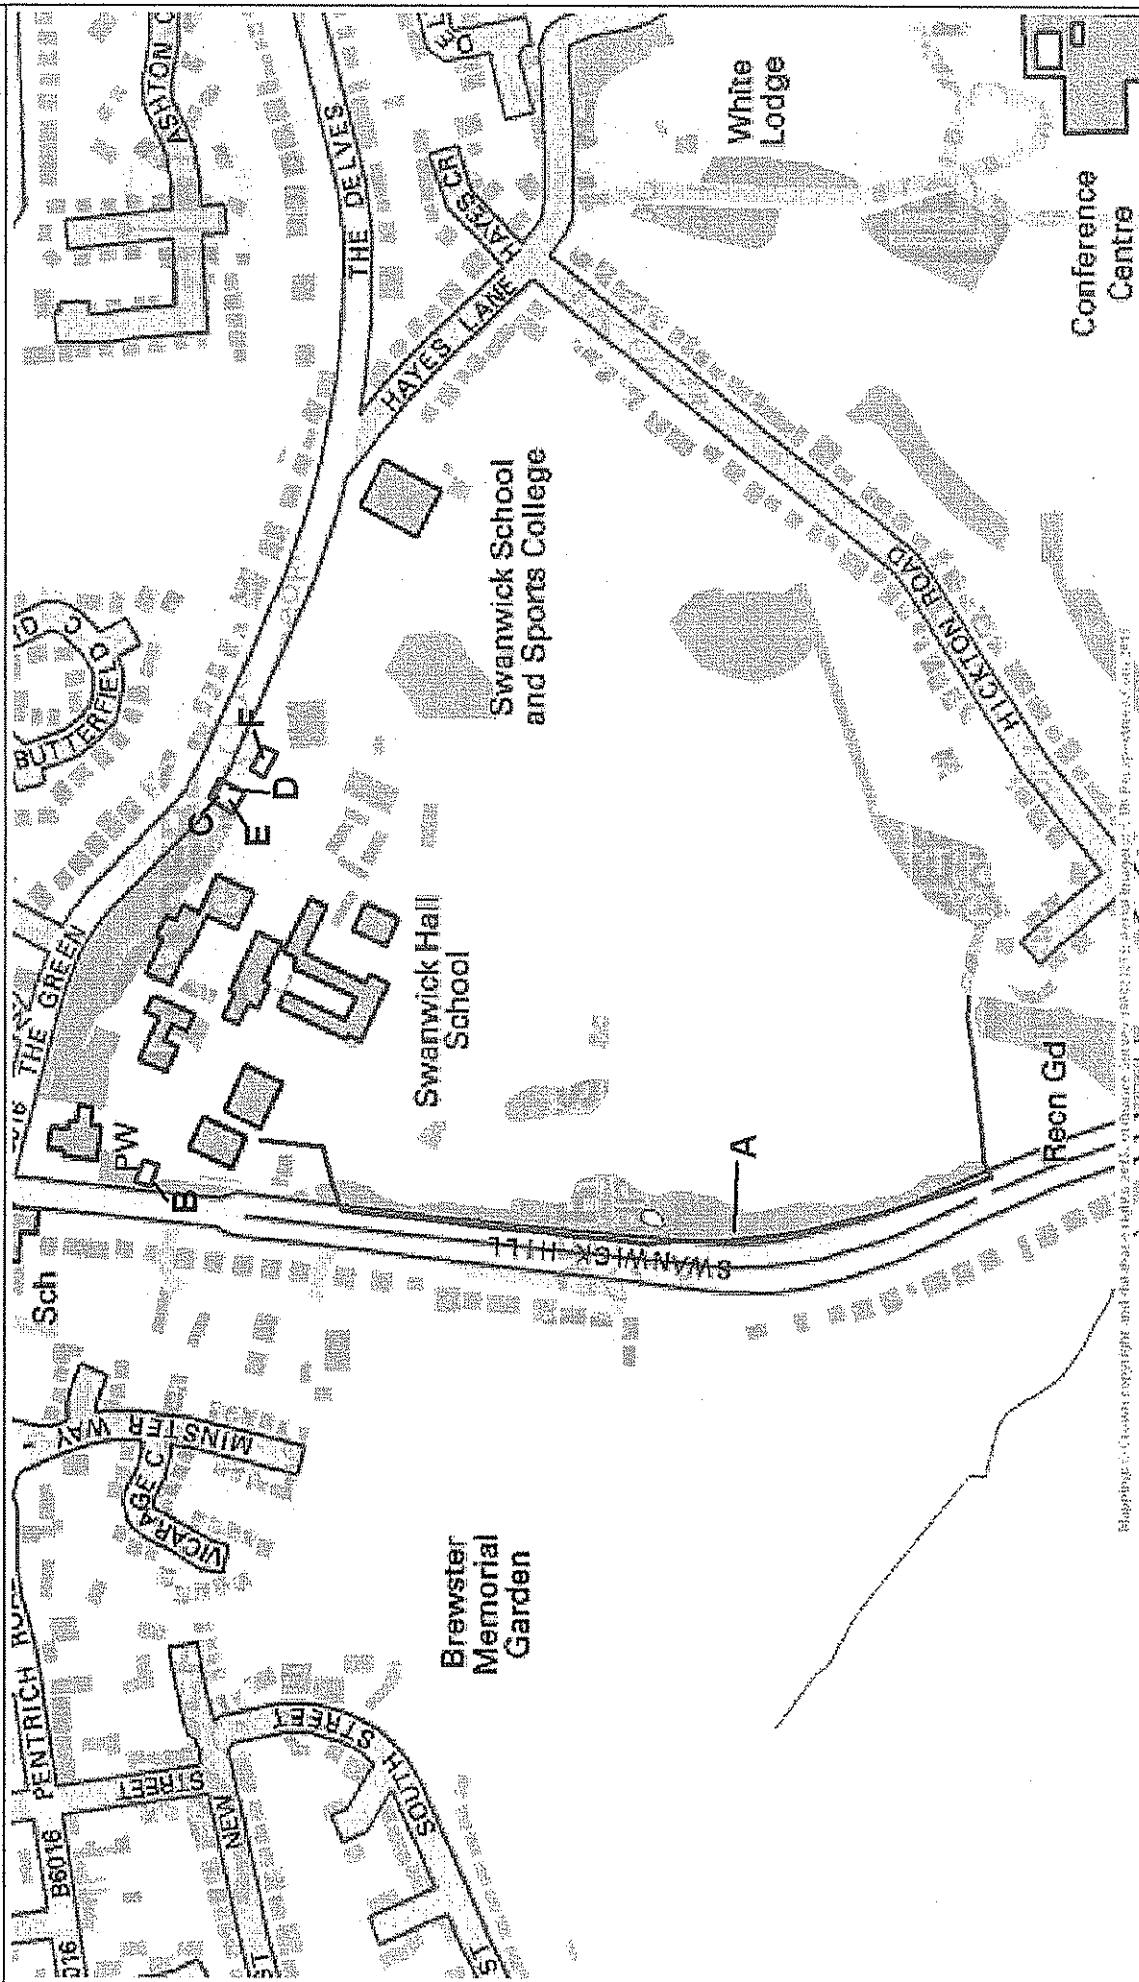 PENTRICH
B6016
STREET
NEW
SOUTH STREET
ST
ST
VICARAGE C
MINSTER WAY
Brewster
Memorial
Garden
Sch
THE GREEN
PW
B
SWANWICK HILL
A
Recn Gd
Swanwick Hall
School
C
D
E
F
BUTTERFIELD
Swanwick School
and Sports College
THE DELVES
ASHTON C
HAYES LANE
HAYES CR
HICKTON ROAD
White
Lodge
Conference
Centre